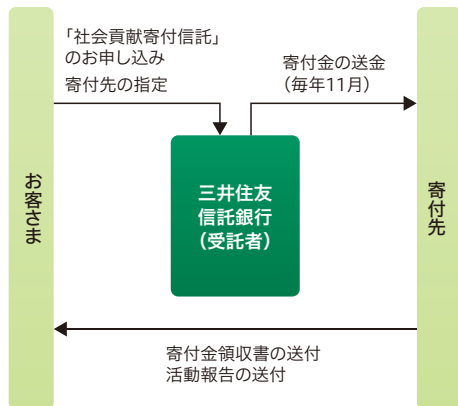 「社会貢献寄付信託」
のお申し込み
寄付先の指定
寄付金の送金
（毎年11月）
お客さま
三井住友
信託銀行
（受託者）
寄付先
寄付金領収書の送付
活動報告の送付